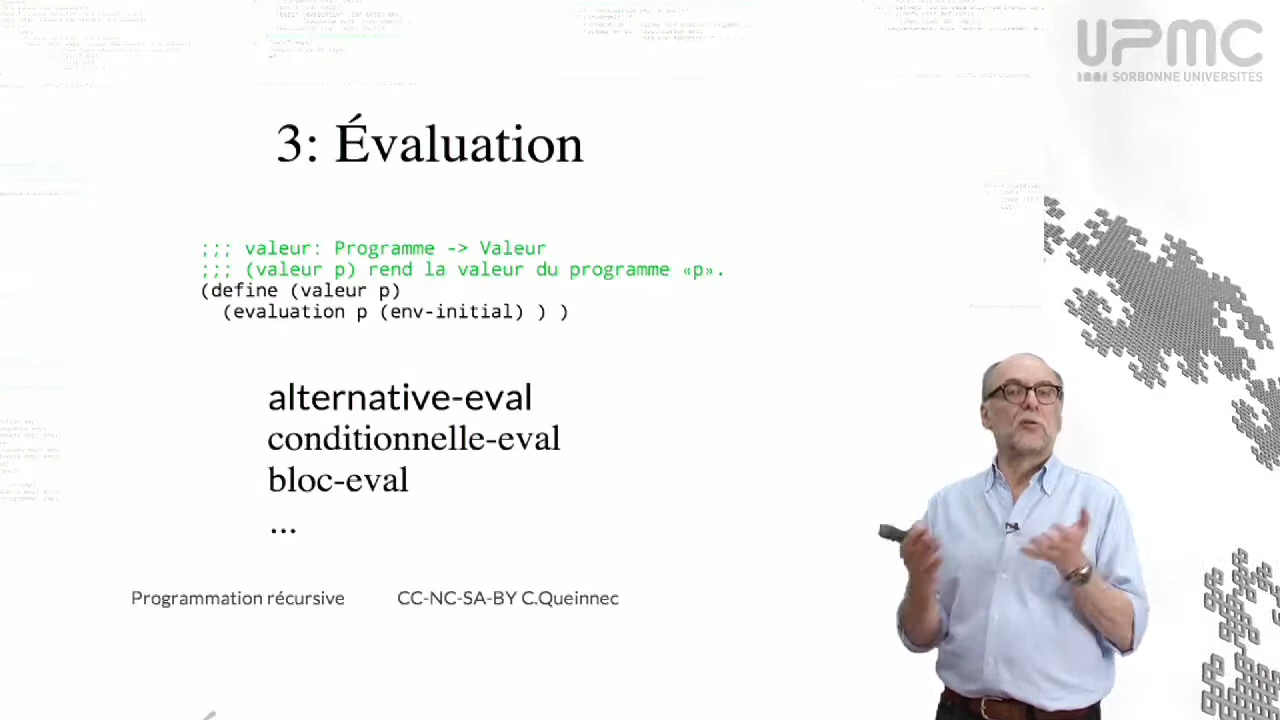 UPMC
SORBONNE UNIVERSITÉS
3: Évaluation
;;; valeur: Programme -> Valeur
;;; (valeur p) rend la valeur du programme «p».
(define (valeur p)
(evaluation p (env-initial) ) )
alternative-eval
conditionnelle-eval
bloc-eval
...
Programmation récursive CC-NC-SA-BY C.Queinnec